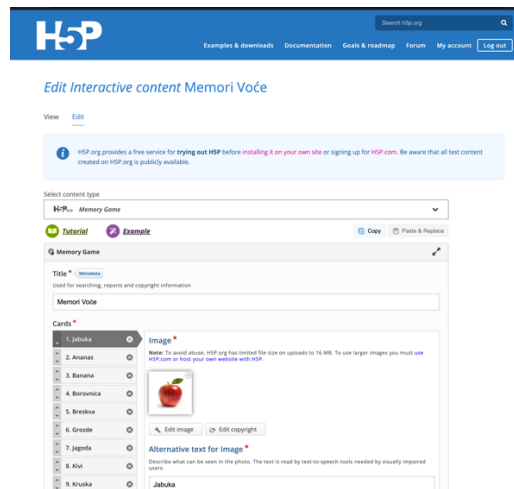 H5P
Search h5p.org
Examples & downloads Documentation Goals & roadmap Forum My account Log out
Edit Interactive content Memori Voće
View Edit
H5P.org provides a free service for trying out H5P before installing it on your own site or signing up for H5P.com. Be aware that all test content
created on H5P.org is publicly available.
Select content type
Memory Game
Tutorial Example Copy Paste & Replace
Memory Game
Title * Metadata
Used for searching, reports and copyright information
Memori Voće
Cards *
1. Jabuka
2. Ananas
3. Banana
4. Borovnica
5. Breskva
6. Grozde
7. Jagoda
8. Kivi
9. Kruska
Image *
Note: To avoid abuse, H5P.org has limited file size on uploads to 16 MB. To use larger images you must use
H5P.com or host your own website with H5P.
Edit image Edit copyright
Alternative text for Image *
Describe what can be seen in the photo. The text is read by text-to-speech tools needed by visually impaired
users.
Jabuka